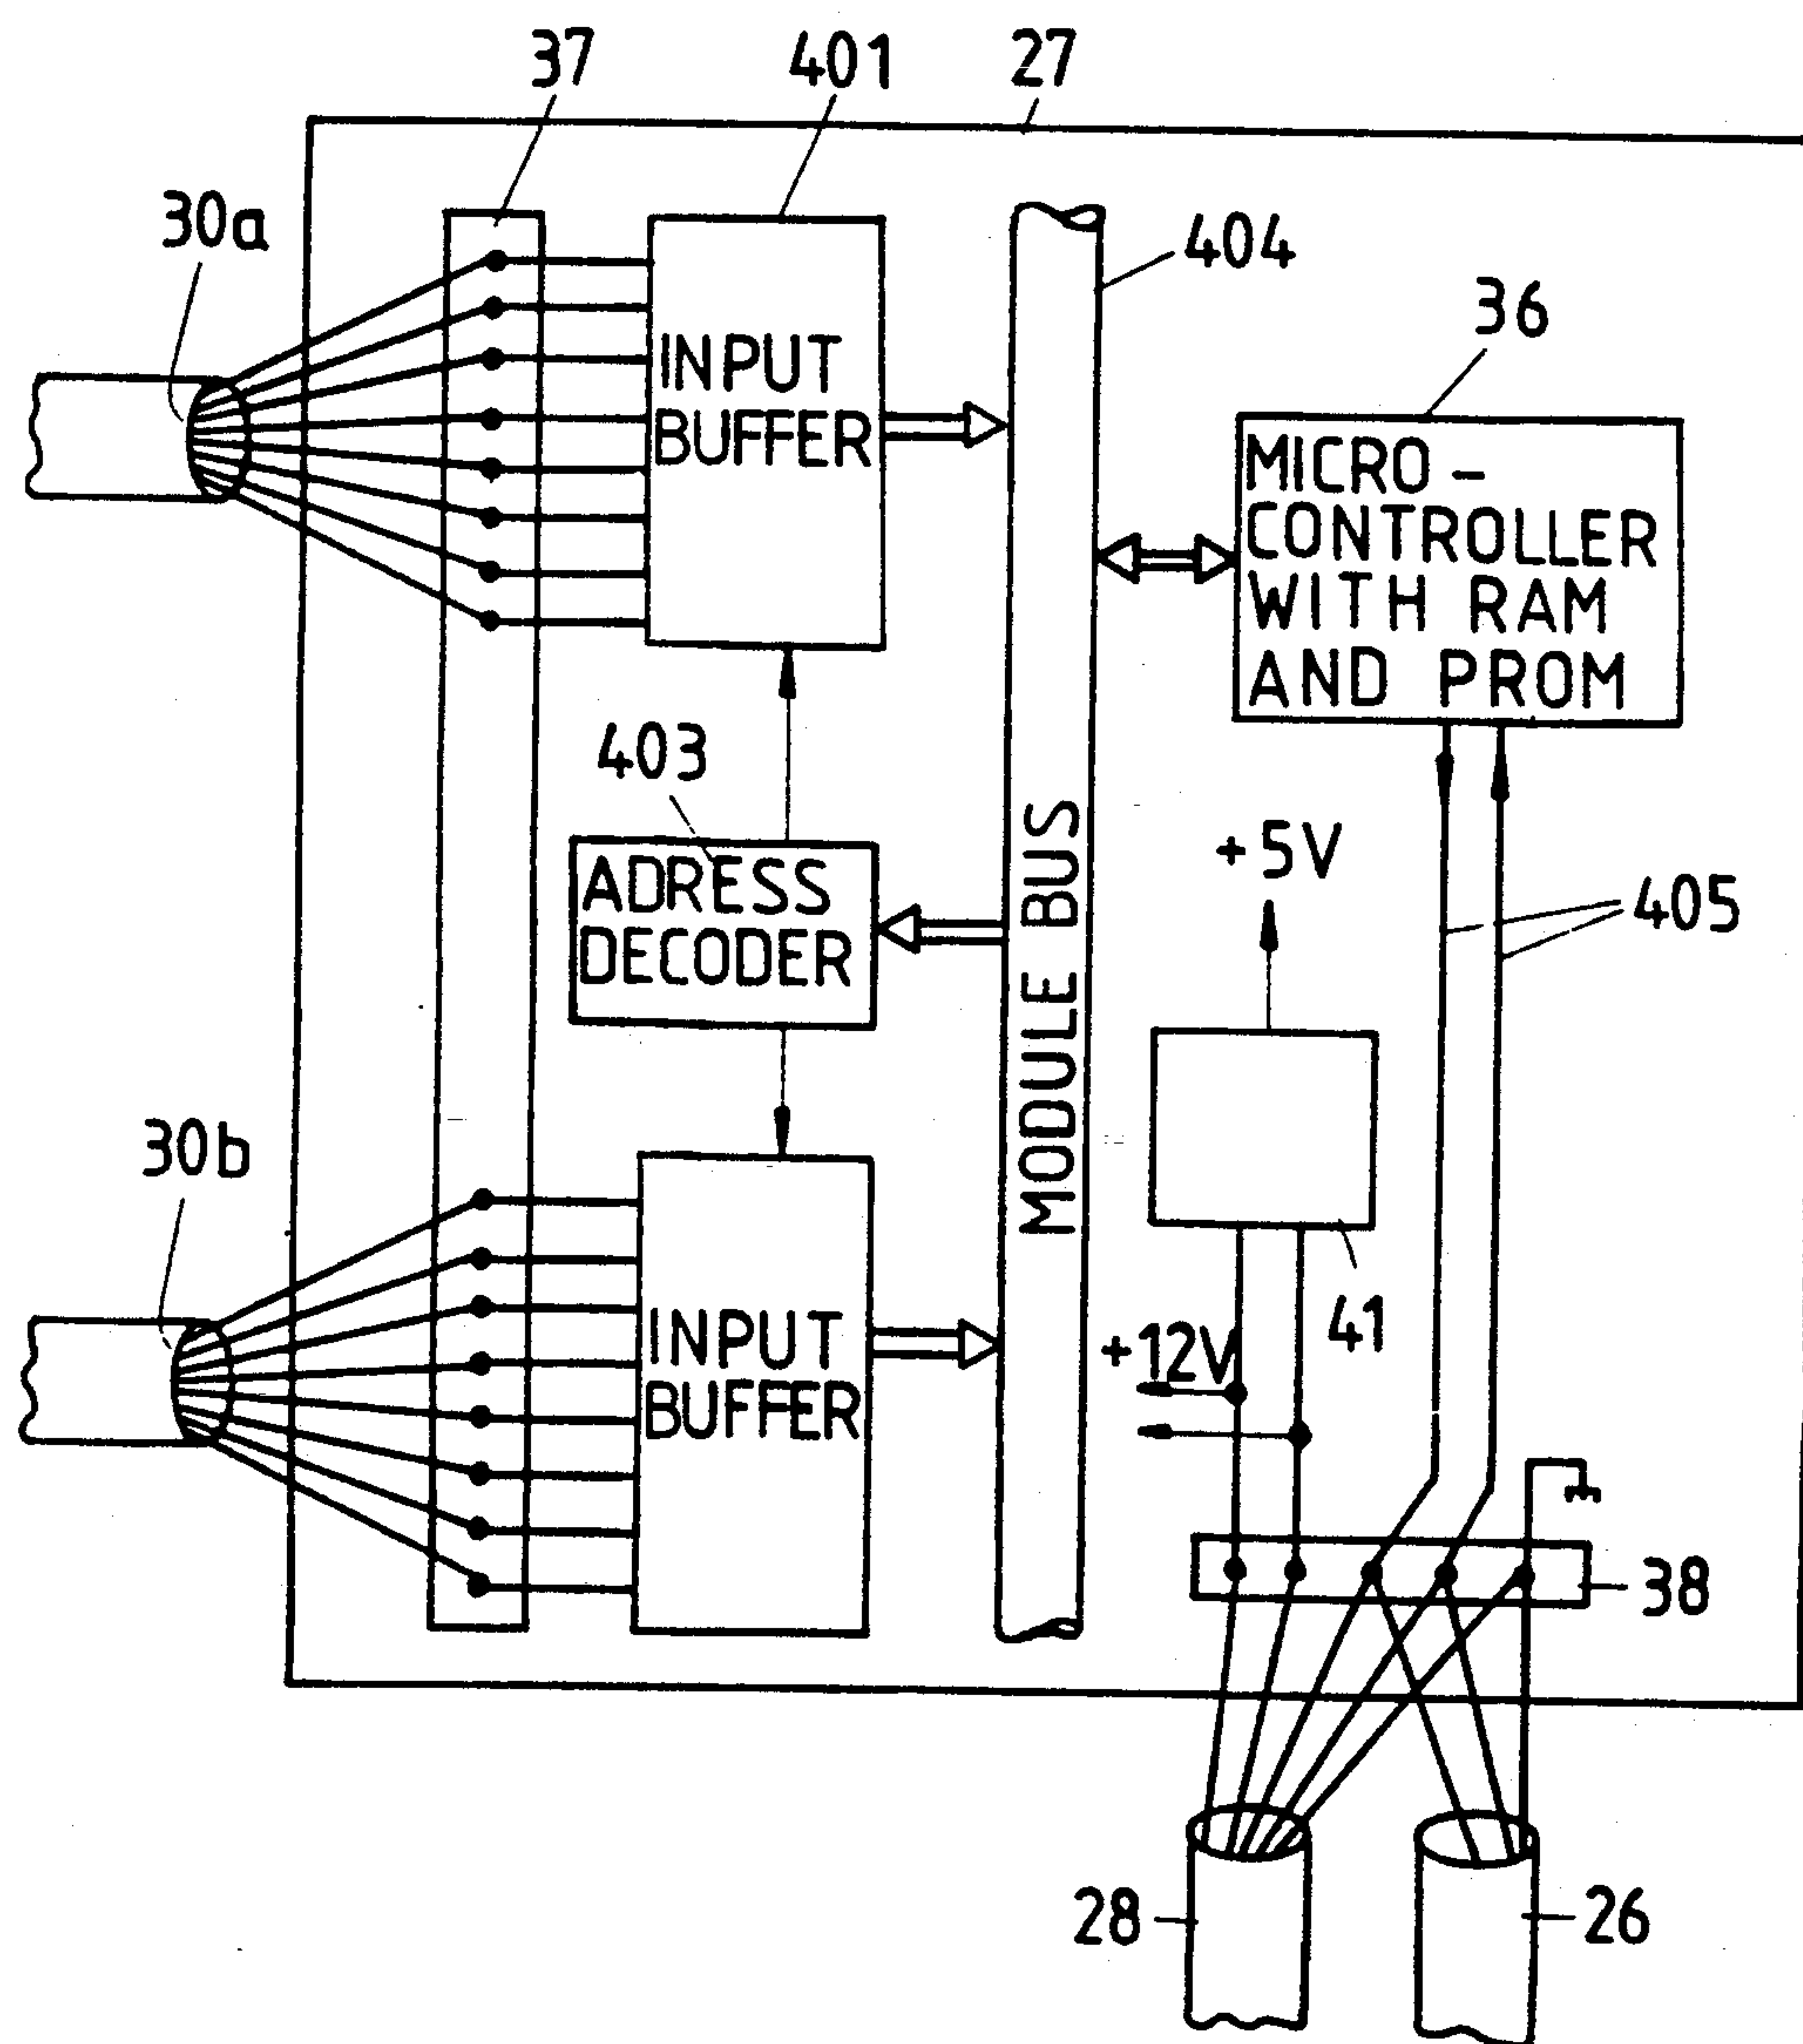 37
401
27
30a
404
36
INPUT
BUFFER
MICRO -
CONTROLLER
WITH RAM
AND PROM
403
ADRESS
DECODER
MODULE BUS
+5V
405
30b
41
+12V
INPUT
BUFFER
38
28
26